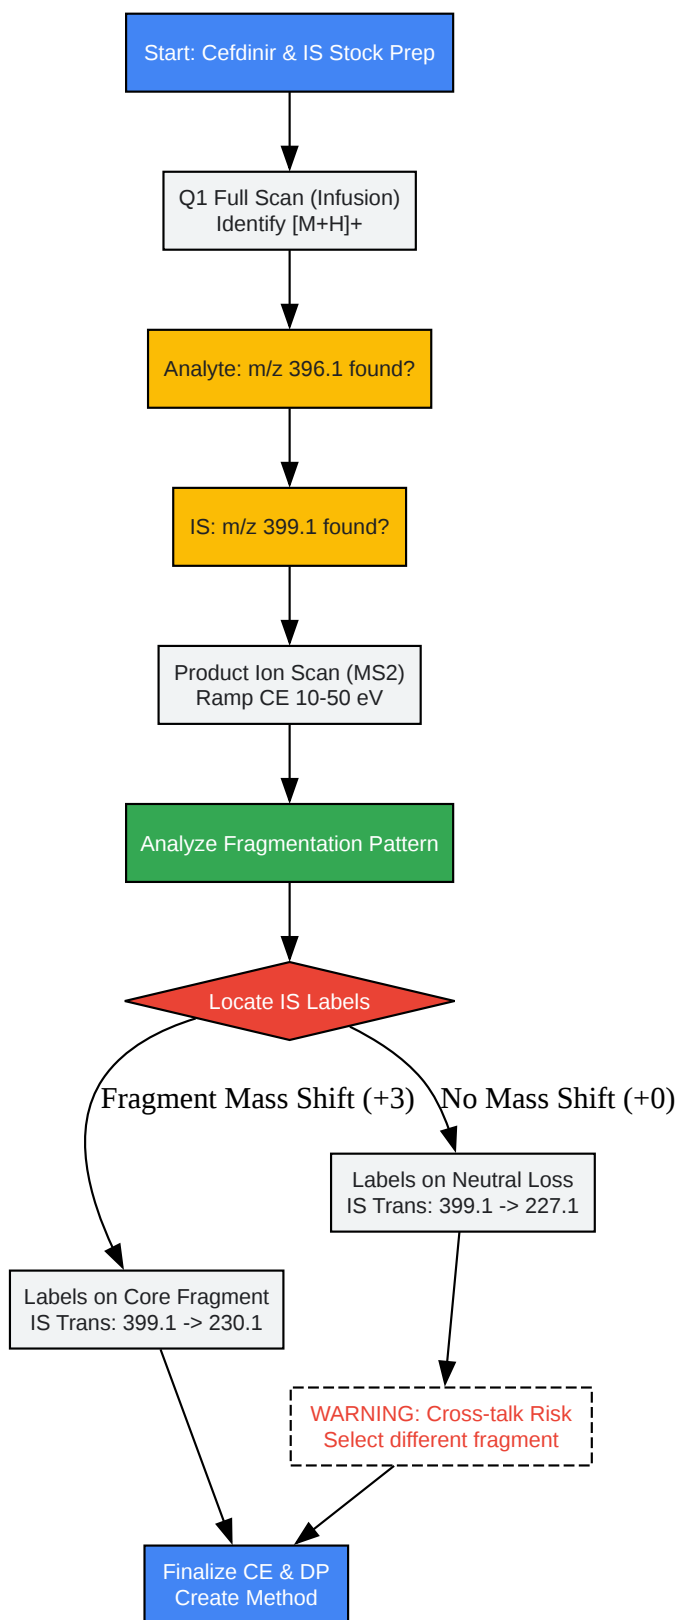 Start: Cefdinir & IS Stock Prep
Q1 Full Scan (Infusion)
Identify [M+H]+
Analyte: m/z 396.1 found?
IS: m/z 399.1 found?
Product Ion Scan (MS2)
Ramp CE 10-50 eV
Analyze Fragmentation Pattern
Locate IS Labels
Fragment Mass Shift (+3)
No Mass Shift (+0)
Labels on Neutral Loss
IS Trans: 399.1 -> 227.1
Labels on Core Fragment
IS Trans: 399.1 -> 230.1
WARNING: Cross-talk Risk
Select different fragment
Finalize CE & DP
Create Method